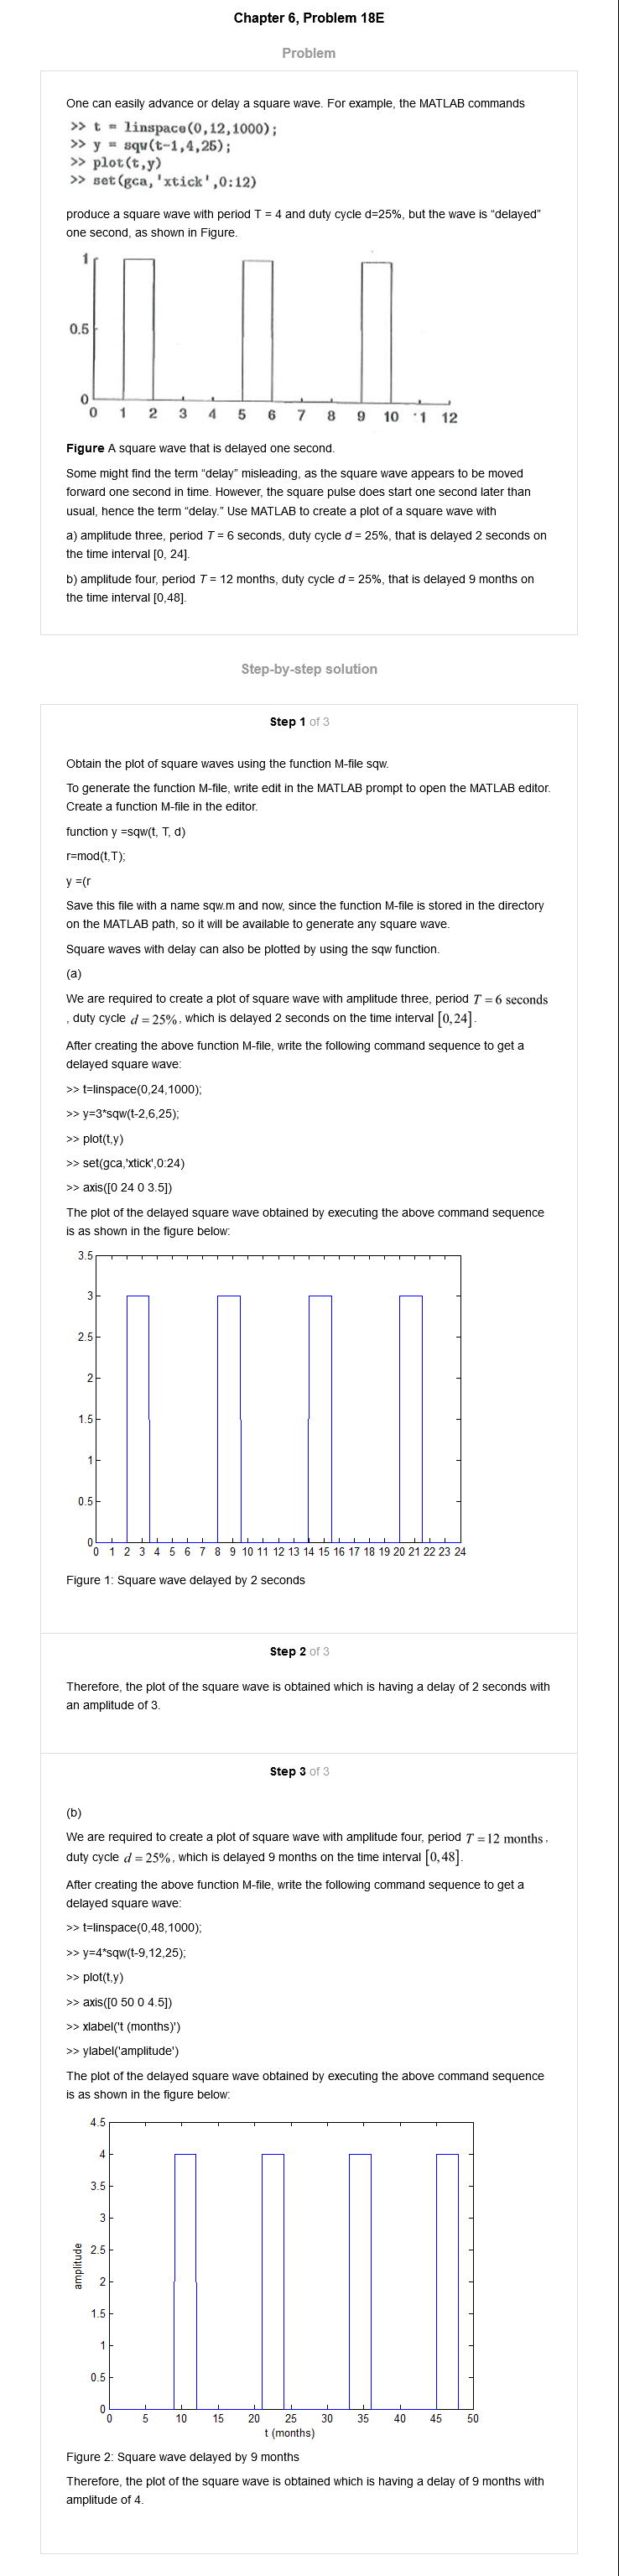 Chapter 6, Problem 18E
Problem
One can easily advance or delay a square wave. For example, the MATLAB commands
>> t = linspace(0,12,1000);
>> y = squ(t-1,4,25);
>> plot(t,y)
>> set(gca,'xtick',0:12)
produce a square wave with period T = 4 and duty cycle d=25%, but the wave is “delayed”
one second, as shown in Figure.
1
0.5
0
0 1 2 3 4 5 6 7 8 9 10 1 12
Figure A square wave that is delayed one second.
Some might find the term “delay” misleading, as the square wave appears to be moved
forward one second in time. However, the square pulse does start one second later than
usual, hence the term “delay.” Use MATLAB to create a plot of a square wave with
a) amplitude three, period T = 6 seconds, duty cycle d = 25%, that is delayed 2 seconds on
the time interval [0, 24].
b) amplitude four, period T = 12 months, duty cycle d = 25%, that is delayed 9 months on
the time interval [0,48].
Step-by-step solution
Step 1 of 3
Obtain the plot of square waves using the function M-file sqw.
To generate the function M-file, write edit in the MATLAB prompt to open the MATLAB editor.
Create a function M-file in the editor.
function y =sqw(t, T, d)
r=mod(t,T);
y =(r
Save this file with a name sqw.m and now, since the function M-file is stored in the directory
on the MATLAB path, so it will be available to generate any square wave.
Square waves with delay can also be plotted by using the sqw function.
(a)
We are required to create a plot of square wave with amplitude three, period T = 6 seconds
, duty cycle d = 25%, which is delayed 2 seconds on the time interval [0,24].
After creating the above function M-file, write the following command sequence to get a
delayed square wave:
>> t=linspace(0,24,1000);
>> y=3*sqw(t-2,6,25);
>> plot(t,y)
>> set(gca,'xtick',0:24)
>> axis([0 24 0 3.5])
The plot of the delayed square wave obtained by executing the above command sequence
is as shown in the figure below:
3.5
3
2.5
2
1.5
1
0.5
0
0 1 2 3 4 5 6 7 8 9 10 11 12 13 14 15 16 17 18 19 20 21 22 23 24
Figure 1: Square wave delayed by 2 seconds
Step 2 of 3
Therefore, the plot of the square wave is obtained which is having a delay of 2 seconds with
an amplitude of 3.
Step 3 of 3
(b)
We are required to create a plot of square wave with amplitude four, period T = 12 months,
duty cycle d = 25%, which is delayed 9 months on the time interval [0,48].
After creating the above function M-file, write the following command sequence to get a
delayed square wave:
>> t=linspace(0,48,1000);
>> y=4*sqw(t-9,12,25);
>> plot(t,y)
>> axis([0 50 0 4.5])
>> xlabel('t (months)')
>> ylabel('amplitude')
The plot of the delayed square wave obtained by executing the above command sequence
is as shown in the figure below:
4.5
4
3.5
3
2.5
2
1.5
1
0.5
0
amplitude
0 5 10 15 20 25 30 35 40 45 50
t (months)
Figure 2: Square wave delayed by 9 months
Therefore, the plot of the square wave is obtained which is having a delay of 9 months with
amplitude of 4.